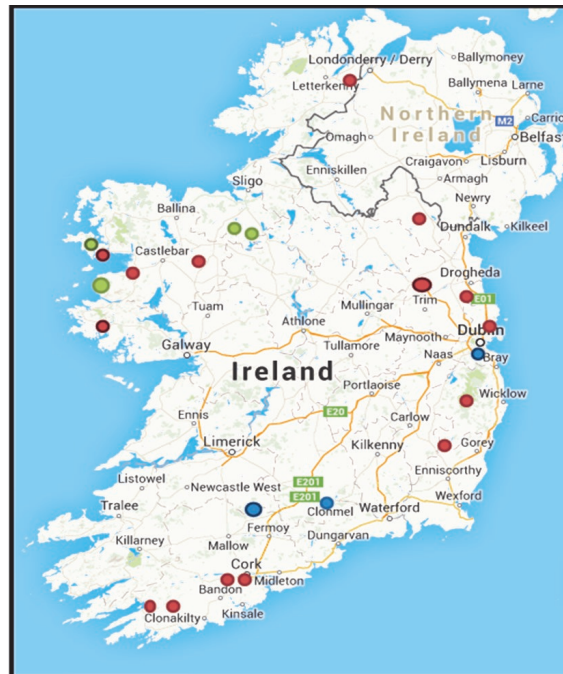 Ballymoney
Londonderry / Derry
Letterkenny
Ballymena
Larne
Northern
Ireland
M2
Carric
Omagh
Belfast
Lisburn
Craigavon
Enniskillen
Armagh
Sligo
Newry
Ballina
Kilkeel
Dundalk
Castlebar
Drogheda
E01
Tuam
Mullingar
Trim
Athlone
Maynooth
Dublin
Galway
Tullamore
Naas
Bray
Ireland
Portlaoise
Wicklow
Ennis
E20
Carlow
Gorey
Limerick
Kilkenny
Enniscorthy
Listowel
E201
Newcastle West
E201
Wexford
Tralee
Clonmel
Waterford
Fermoy
Killarney
Mallow
Dungarvan
Cork
Midleton
Bandon
Clonakilty
Kinsale